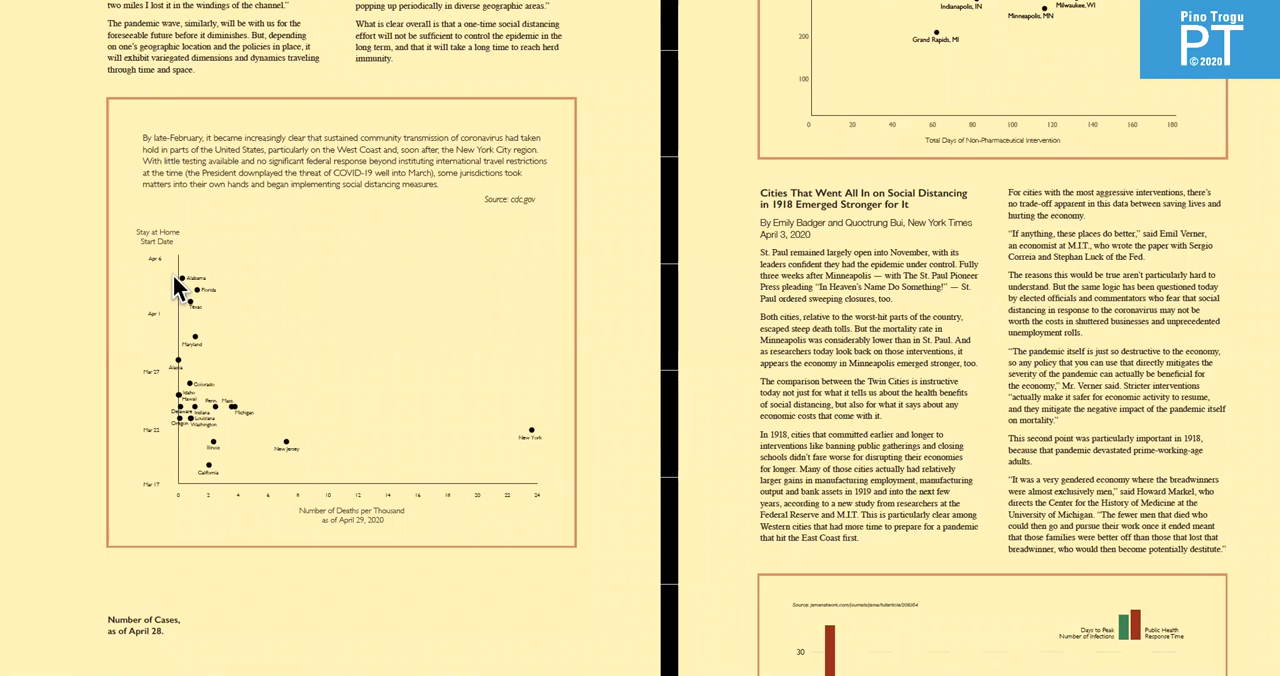 two miles I lost it in the windings of the channel.”
The pandemic wave, similarly, will be with us for the
foreseeable future before it diminishes. But, depending
on one’s geographic location and the policies in place, it
will exhibit variegated dimensions and dynamics traveling
through time and space.
popping up periodically in diverse geographic areas.”
What is clear overall is that a one-time social distancing
effort will not be sufficient to control the epidemic in the
long term, and that it will take a long time to reach herd
immunity.
By late-February, it became increasingly clear that sustained community transmission of coronavirus had taken
hold in parts of the United States, particularly on the West Coast and, soon after, the New York City region.
With little testing available and no significant federal response beyond instituting international travel restrictions
at the time (the President downplayed the threat of COVID-19 well into March), some jurisdictions took
matters into their own hands and began implementing social distancing measures.
Source: cdc.gov
Stay at Home
Start Date
Apr 6
Alabama
Florida
Texas
Apr 1
Maryland
Alaska
Mar 27
Colorado
Idaho
Hawaii
Penn.
Mass
Delaware
Indiana
Michigan
Louisiana
Oregon
Washington
Mar 22
New York
Illinois
New Jersey
California
Mar 17
0 2 4 6 8 10 12 14 16 18 20 22 24
Number of Deaths per Thousand
as of April 29, 2020
Number of Cases,
as of April 28.
Indianapolis, IN
Milwaukee, WI
Minneapolis, MN
200
Grand Rapids, MI
100
0 20 40 60 80 100 120 140 160 180
Total Days of Non-Pharmaceutical Intervention
Pino Trogu
PT
© 2020
Cities That Went All In on Social Distancing
in 1918 Emerged Stronger for It
By Emily Badger and Quoctrung Bui, New York Times
April 3, 2020
St. Paul remained largely open into November, with its
leaders confident they had the epidemic under control. Fully
three weeks after Minneapolis — with The St. Paul Pioneer
Press pleading “In Heaven’s Name Do Something!” — St.
Paul ordered sweeping closures, too.
Both cities, relative to the worst-hit parts of the country,
escaped steep death tolls. But the mortality rate in
Minneapolis was considerably lower than in St. Paul. And
as researchers today look back on those interventions, it
appears the economy in Minneapolis emerged stronger, too.
The comparison between the Twin Cities is instructive
today not just for what it tells us about the health benefits
of social distancing, but also for what it says about any
economic costs that come with it.
In 1918, cities that committed earlier and longer to
interventions like banning public gatherings and closing
schools didn’t fare worse for disrupting their economies
for longer. Many of those cities actually had relatively
larger gains in manufacturing employment, manufacturing
output and bank assets in 1919 and into the next few
years, according to a new study from researchers at the
Federal Reserve and M.I.T. This is particularly clear among
Western cities that had more time to prepare for a pandemic
that hit the East Coast first.
For cities with the most aggressive interventions, there’s
no trade-off apparent in this data between saving lives and
hurting the economy.
“If anything, these places do better,” said Emil Verner,
an economist at M.I.T., who wrote the paper with Sergio
Correia and Stephan Luck of the Fed.
The reasons this would be true aren’t particularly hard to
understand. But the same logic has been questioned today
by elected officials and commentators who fear that social
distancing in response to the coronavirus may not be
worth the costs in shuttered businesses and unprecedented
unemployment rolls.
“The pandemic itself is just so destructive to the economy,
so any policy that you can use that directly mitigates the
severity of the pandemic can actually be beneficial for
the economy,” Mr. Verner said. Stricter interventions
“actually make it safer for economic activity to resume,
and they mitigate the negative impact of the pandemic itself
on mortality.”
This second point was particularly important in 1918,
because that pandemic devastated prime-working-age
adults.
“It was a very gendered economy where the breadwinners
were almost exclusively men,” said Howard Markel, who
directs the Center for the History of Medicine at the
University of Michigan. “The fewer men that died who
could then go and pursue their work once it ended meant
that those families were better off than those that lost that
breadwinner, who would then become potentially destitute.”
Source: jamanetwork.com/journals/jama/fullarticle/208354
Days to Peak
Number of Infections
Public Health
Response Time
30